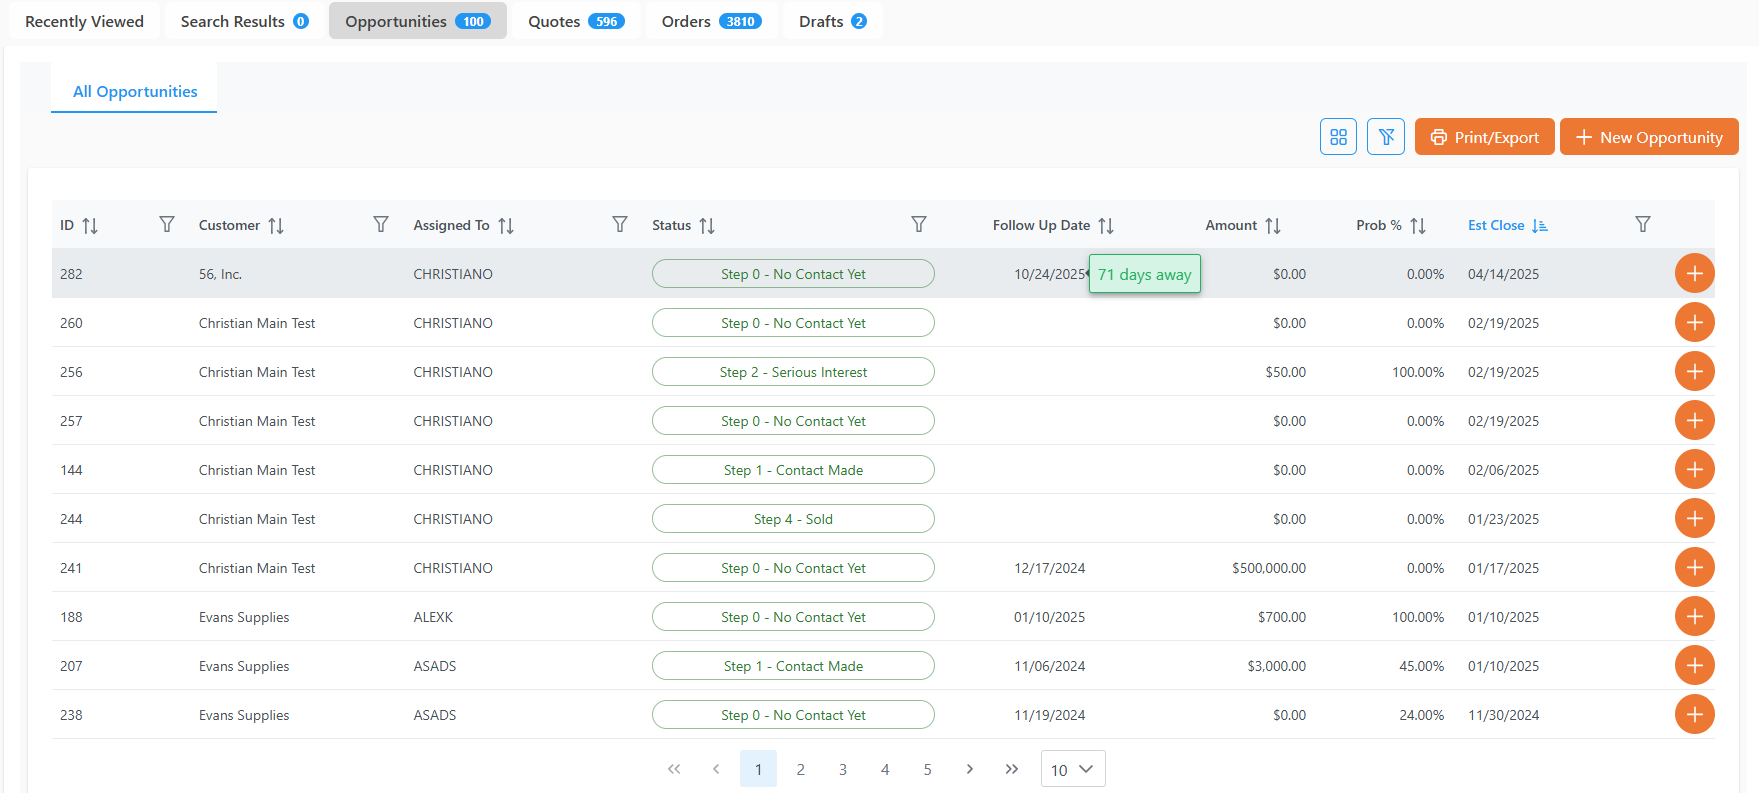 Recently Viewed Search Results 0 Opportunities 100 Quotes 596 Orders 3810 Drafts 2
All Opportunities
Print/Export New Opportunity
ID Customer Assigned To Status Follow Up Date Amount Prob % Est Close
282 56, Inc. CHRISTIANO Step 0 - No Contact Yet 10/24/2025 71 days away $0.00 0.00% 04/14/2025
260 Christian Main Test CHRISTIANO Step 0 - No Contact Yet $0.00 0.00% 02/19/2025
256 Christian Main Test CHRISTIANO Step 2 - Serious Interest $50.00 100.00% 02/19/2025
257 Christian Main Test CHRISTIANO Step 0 - No Contact Yet $0.00 0.00% 02/19/2025
144 Christian Main Test CHRISTIANO Step 1 - Contact Made $0.00 0.00% 02/06/2025
244 Christian Main Test CHRISTIANO Step 4 - Sold $0.00 0.00% 01/23/2025
241 Christian Main Test CHRISTIANO Step 0 - No Contact Yet 12/17/2024 $500,000.00 0.00% 01/17/2025
188 Evans Supplies ALEXK Step 0 - No Contact Yet 01/10/2025 $700.00 100.00% 01/10/2025
207 Evans Supplies ASADS Step 1 - Contact Made 11/06/2024 $3,000.00 45.00% 01/10/2025
238 Evans Supplies ASADS Step 0 - No Contact Yet 11/19/2024 $0.00 24.00% 11/30/2024
1 2 3 4 5 10